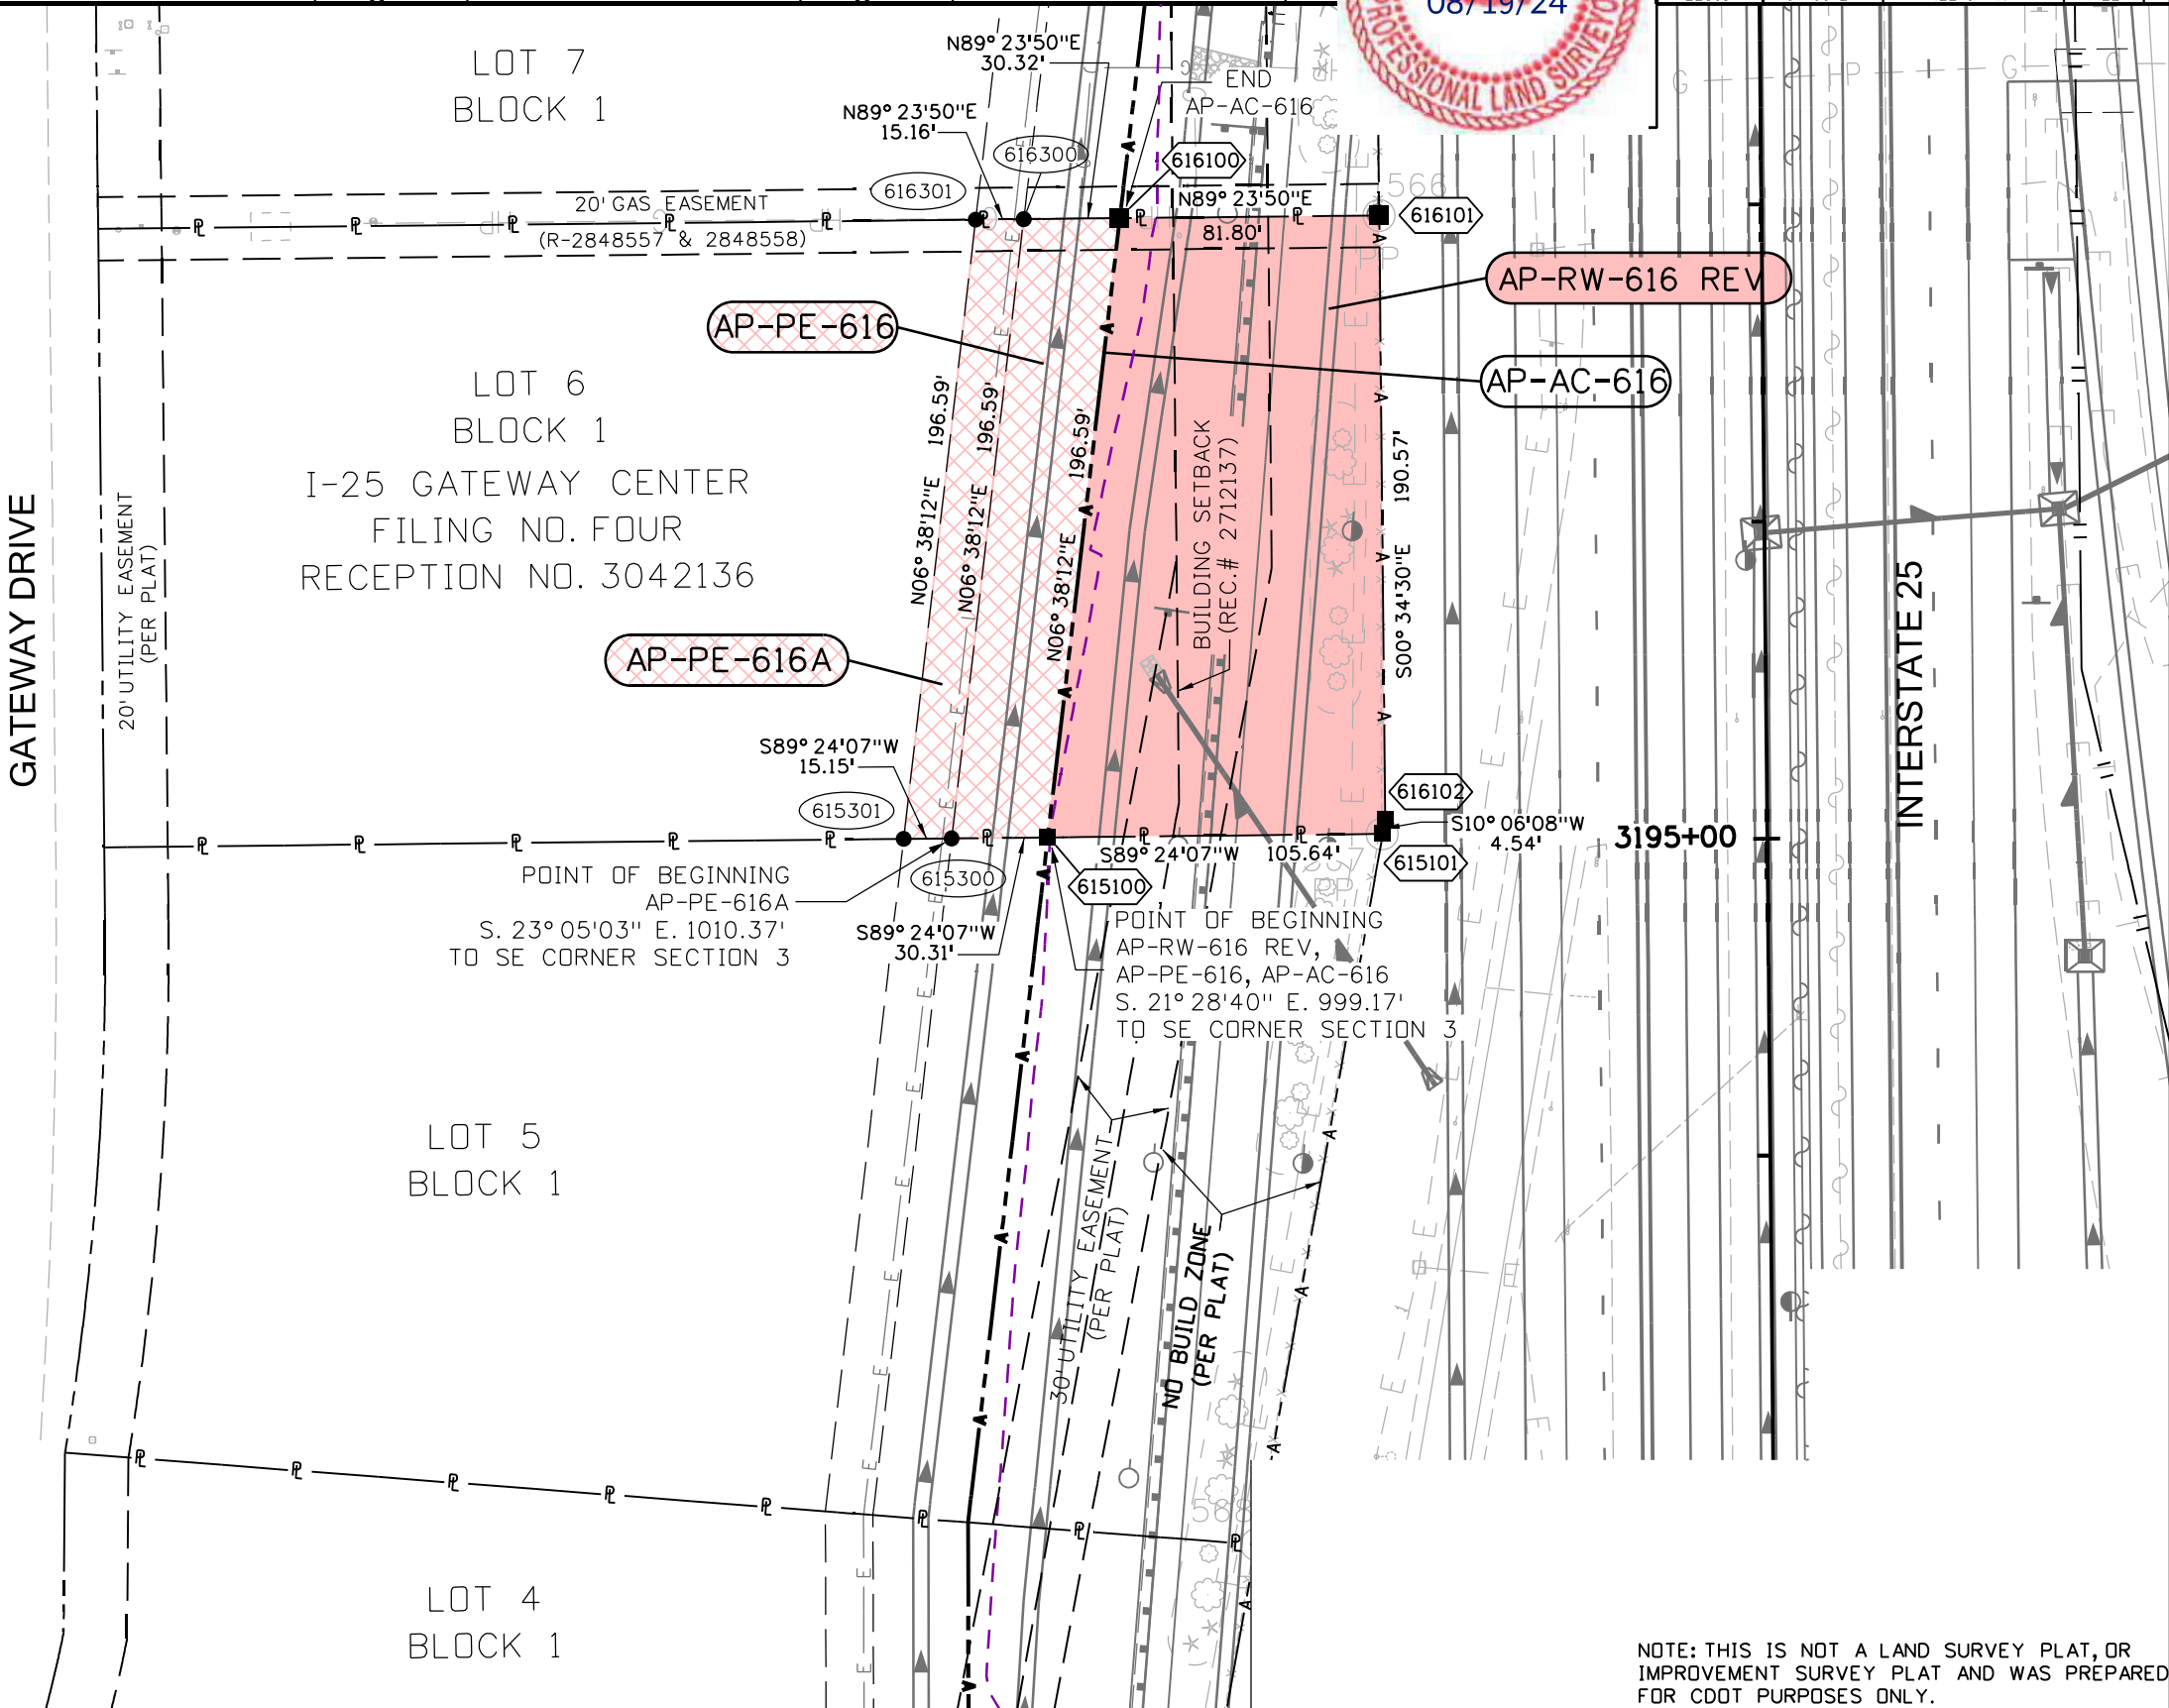 08/19/24
PROFESSIONAL LAND SURVEYO
LOT 7
BLOCK 1
N89° 23'50"E
30.32'
END
AP-AC-616
N89° 23'50"E
15.16'
616300
616100
616301
20' GAS EASEMENT
(R-2848557 & 2848558)
N89° 23'50"E
81.80'
616101
566
AP-RW-616 REV
AP-PE-616
AP-AC-616
LOT 6
BLOCK 1
I-25 GATEWAY CENTER
FILING NO. FOUR
RECEPTION NO. 3042136
GATEWAY DRIVE
20' UTILITY EASEMENT
(PER PLAT)
N06° 38'12"E 196.59'
N06° 38'12"E 196.59'
N06° 38'12"E 196.59'
BUILDING SETBACK
(REC.# 2712137)
S00° 34'30"E 190.57'
INTERSTATE 25
AP-PE-616A
S89° 24'07"W
15.15'
615301
616102
S10° 06'08"W
4.54'
3195+00
S89° 24'07"W 105.64'
615101
615300
615100
POINT OF BEGINNING
AP-PE-616A
S. 23° 05'03" E. 1010.37'
TO SE CORNER SECTION 3
S89° 24'07"W
30.31'
POINT OF BEGINNING
AP-RW-616 REV,
AP-PE-616, AP-AC-616
S. 21° 28'40" E. 999.17'
TO SE CORNER SECTION 3
LOT 5
BLOCK 1
30' UTILITY EASEMENT
(PER PLAT)
NO BUILD ZONE
(PER PLAT)
LOT 4
BLOCK 1
NOTE: THIS IS NOT A LAND SURVEY PLAT, OR
IMPROVEMENT SURVEY PLAT AND WAS PREPARED
FOR CDOT PURPOSES ONLY.